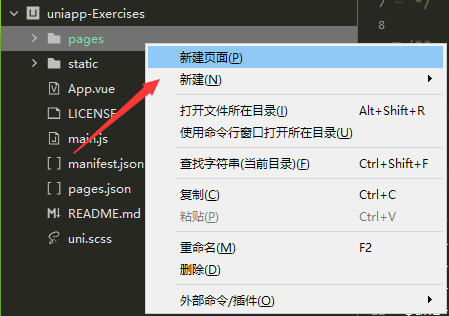 uniapp-Exercises
7
pages
8
static
App.vue
LICENSE
main.js
manifest.json
pages.json
README.md
uni.scss
新建页面(P)
新建(N)
打开文件所在目录(I) Alt+Shift+R
使用命令行窗口打开所在目录(U)
查找字符串(当前目录)(F) Ctrl+Shift+F
复制(C) Ctrl+C
粘贴(P) Ctrl+V
重命名(M) F2
删除(D)
外部命令/插件(O)